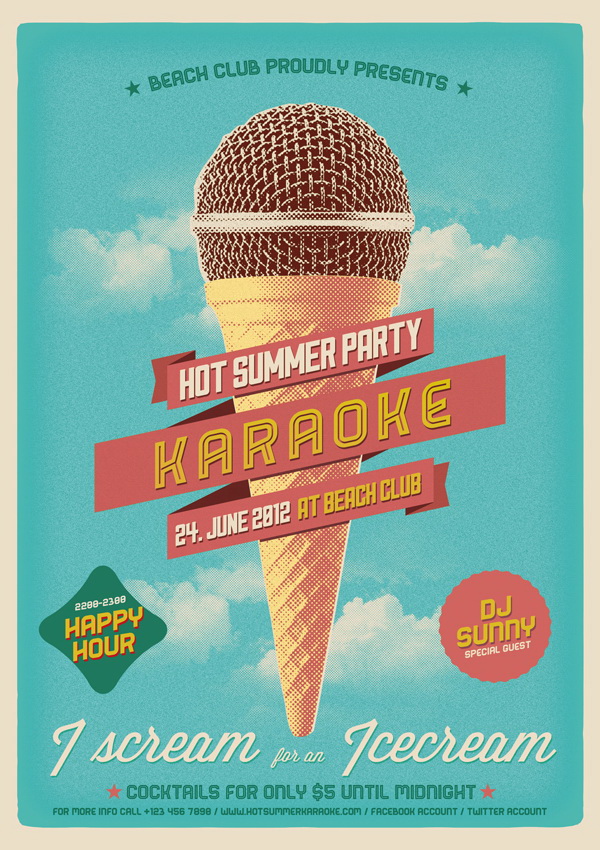 ★ BEACH CLUB PROUDLY PRESENTS ★
HOT SUMMER PARTY
KARAOKE
24. JUNE 2012 AT BEACH CLUB
2200-2300
HAPPY
HOUR
DJ
SUNNY
SPECIAL GUEST
I scream for an Icecream
★ COCKTAILS FOR ONLY $5 UNTIL MIDNIGHT ★
FOR MORE INFO CALL +123 456 7890 / WWW.HOTSUMMERKARAOKE.COM / FACEBOOK ACCOUNT / TWITTER ACCOUNT